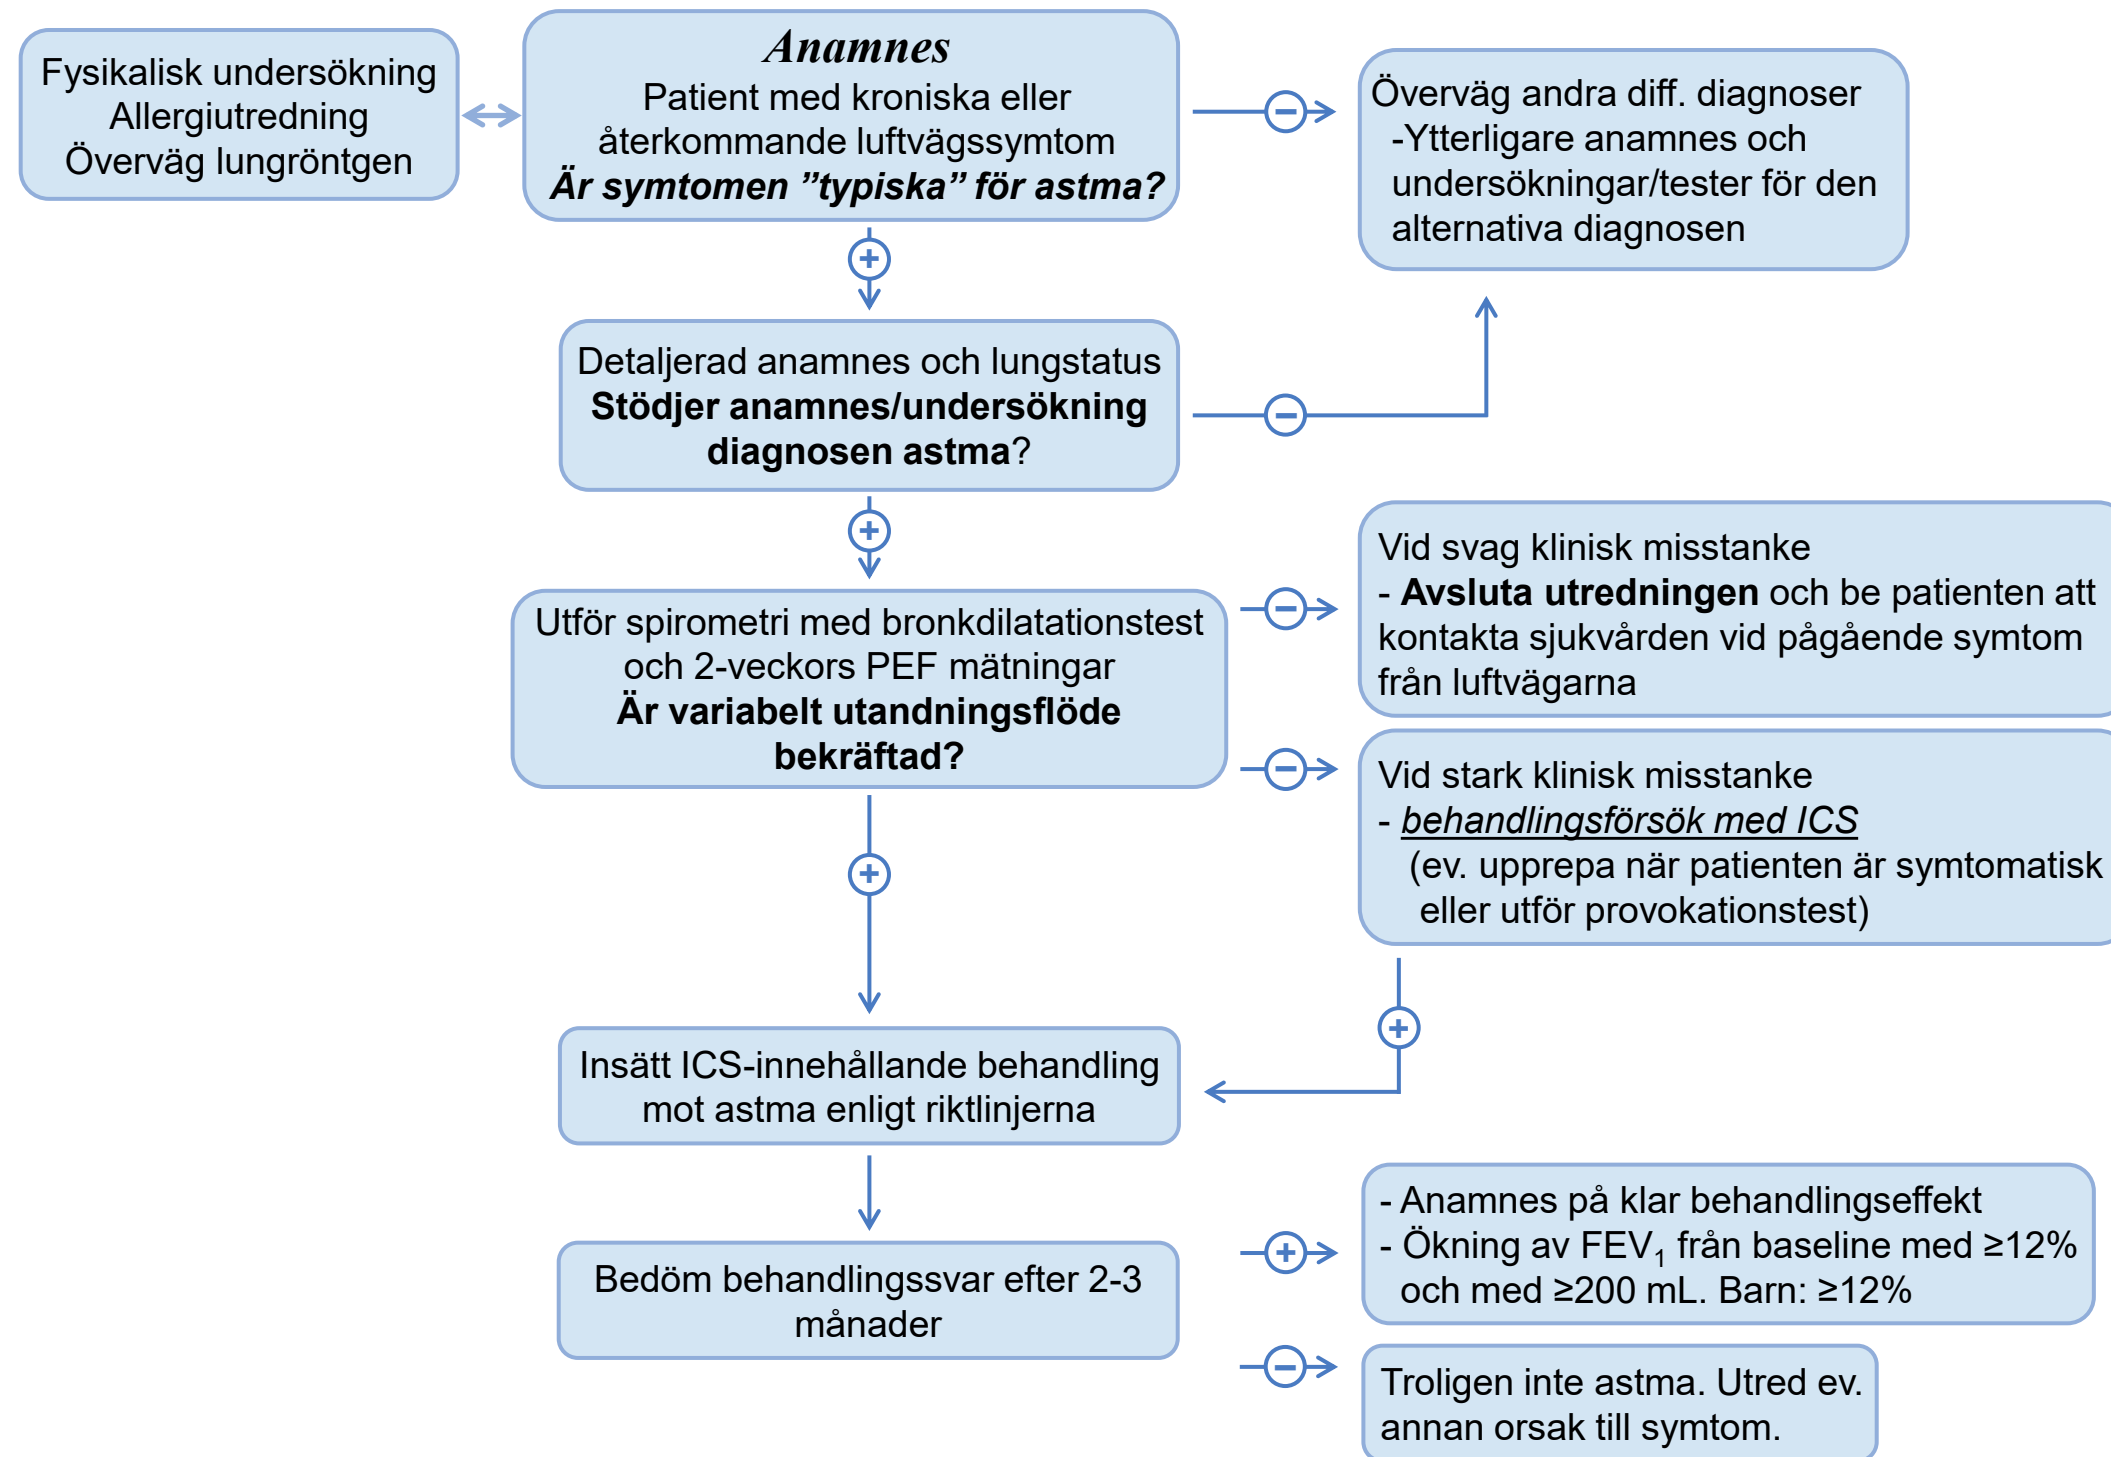 Fysikalisk undersökning
Allergiutredning
Överväg lungröntgen
Anamnes
Patient med kroniska eller
återkommande luftvägssymtom
Är symtomen ”typiska” för astma?
−
Överväg andra diff. diagnoser
-Ytterligare anamnes och
undersökningar/tester för den
alternativa diagnosen
+
Detaljerad anamnes och lungstatus
Stödjer anamnes/undersökning
diagnosen astma?
−
+
Utför spirometri med bronkdilatationstest
och 2-veckors PEF mätningar
Är variabelt utandningsflöde
bekräftad?
−
Vid svag klinisk misstanke
- Avsluta utredningen och be patienten att
kontakta sjukvården vid pågående symtom
från luftvägarna
−
Vid stark klinisk misstanke
- behandlingsförsök med ICS
(ev. upprepa när patienten är symtomatisk
eller utför provokationstest)
+
+
Insätt ICS-innehållande behandling
mot astma enligt riktlinjerna
Bedöm behandlingssvar efter 2-3
månader
+
- Anamnes på klar behandlingseffekt
- Ökning av FEV₁ från baseline med ≥12%
och med ≥200 mL. Barn: ≥12%
−
Troligen inte astma. Utred ev.
annan orsak till symtom.